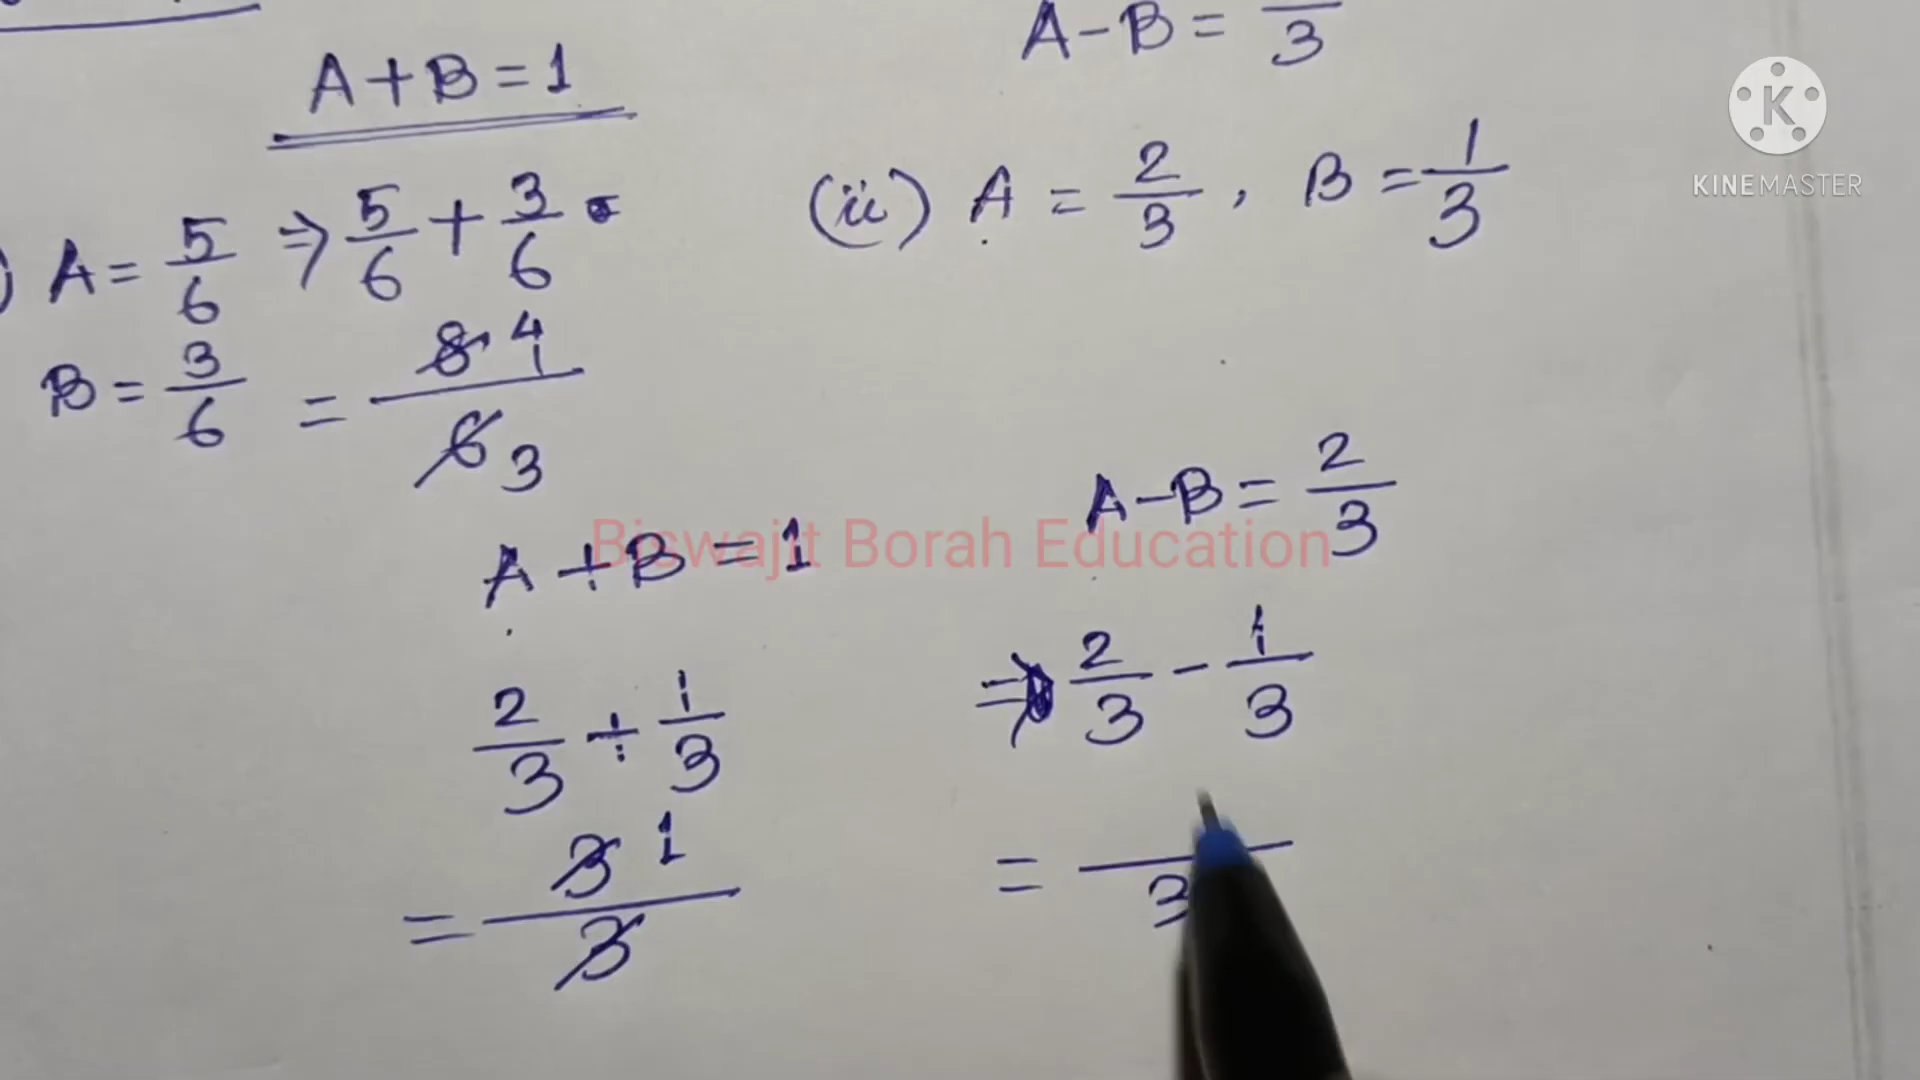 A+B=1
A-B= /3
) A= 5/6 ⇒ 5/6 + 3/6
B= 3/6 = 8 4/6 3
(ii) A = 2/3, B = 1/3
A+B=1
2/3 + 1/3
= 3 1/3
A-B= 2/3
⇒ 2/3 - 1/3
= /3
KINEMASTER
Biswajit Borah Education